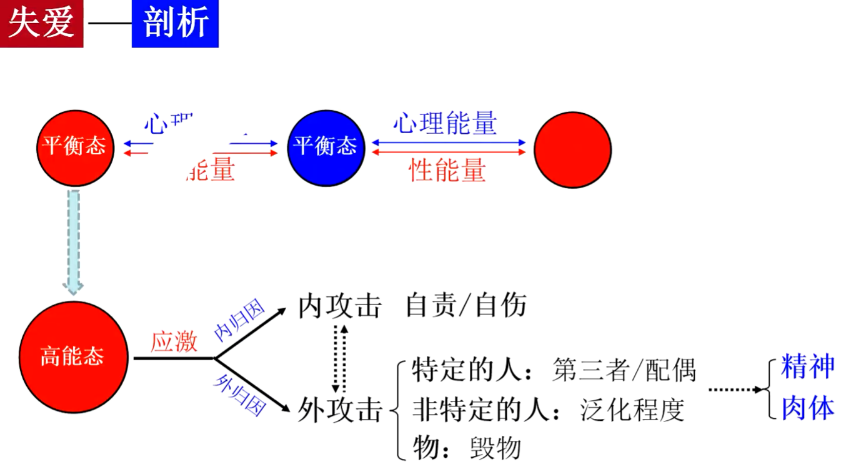 失爱 — 剖析
心理能量
平衡态 平衡态
能量 性能量
内攻击 自责/自伤
内归因
应激
高能态
外归因
特定的人：第三者/配偶
精神
外攻击 非特定的人：泛化程度
肉体
物：毁物